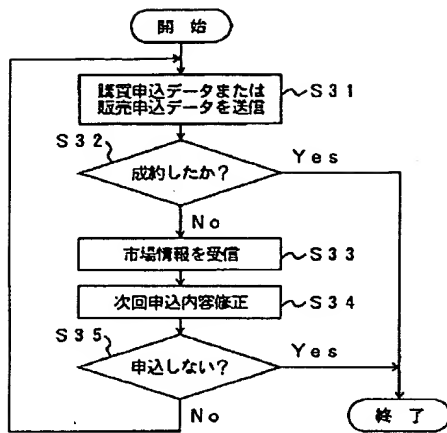 開 始
購買申込データまたは
販売申込データを送信
S31
S32
成約したか?
Yes
No
市場情報を受信
S33
次回申込内容修正
S34
S35
申込しない?
Yes
No
終 了